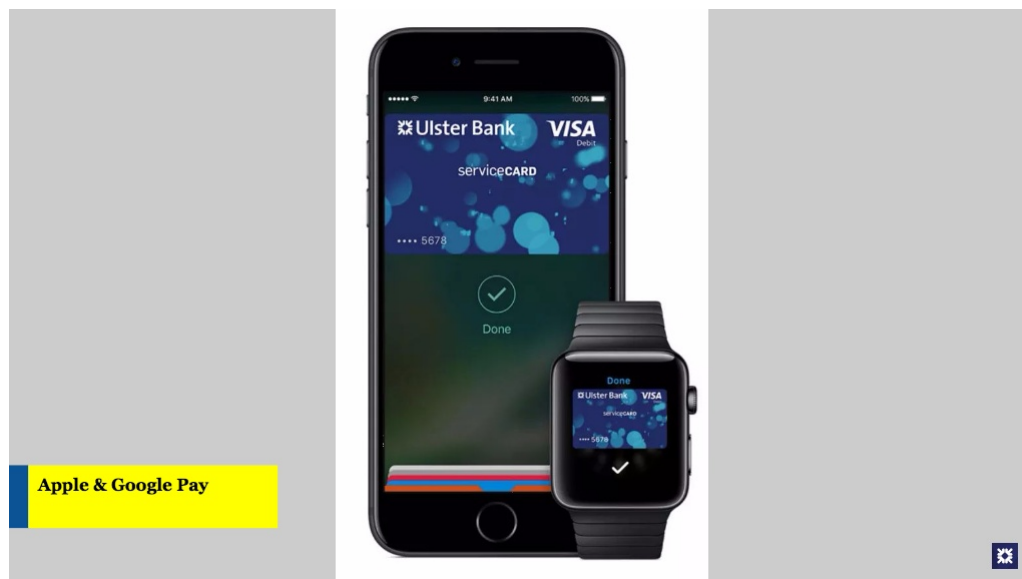 9:41 AM
100%
Ulster Bank
VISA
Debit
serviceCARD
•••• 5678
Done
Done
Ulster Bank
VISA
serviceCARD
•••• 5678
Apple & Google Pay